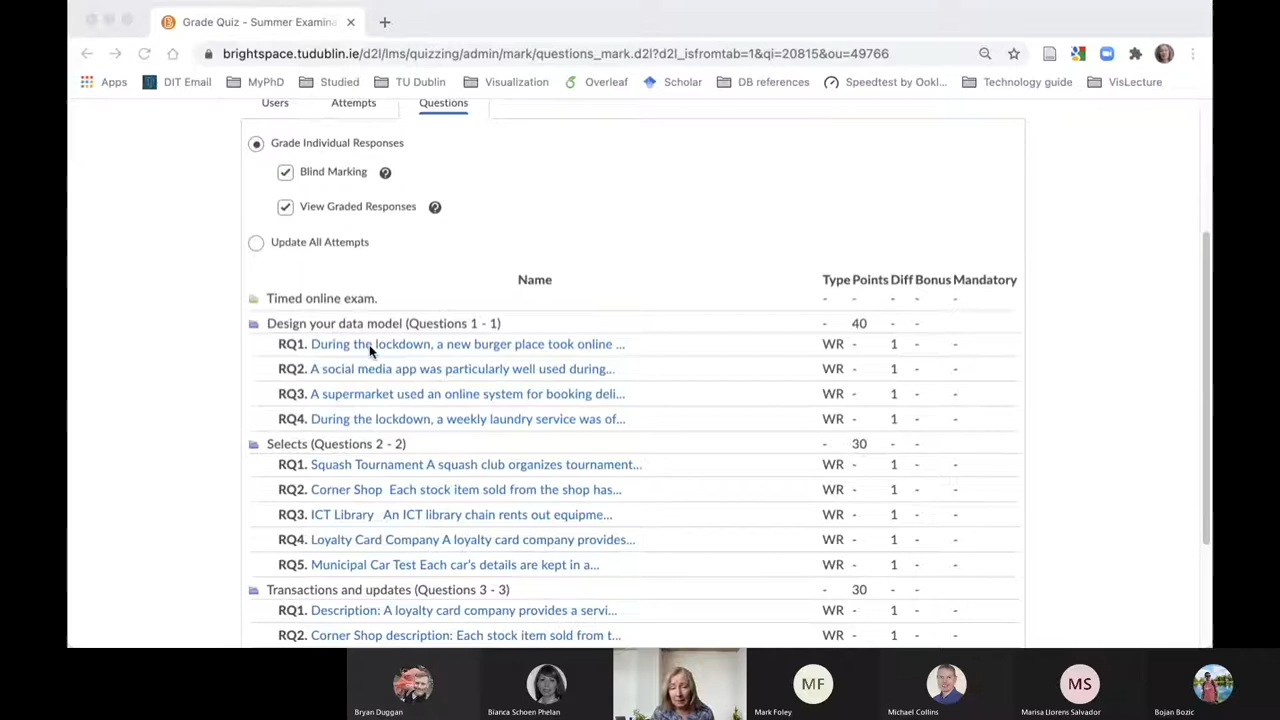 Grade Quiz - Summer Examina
brightspace.tudublin.ie/d2l/lms/quizzing/admin/mark/questions_mark.d2l?d2l_isfromtab=1&qi=20815&ou=49766
Apps DIT Email MyPhD Studied TU Dublin Visualization Overleaf Scholar DB references Speedtest by Ookl... Technology guide VisLecture
Users Attempts Questions
Grade Individual Responses
Blind Marking
View Graded Responses
Update All Attempts
Name Type Points Diff Bonus Mandatory
Timed online exam. - - - - -
Design your data model (Questions 1 - 1) - 40 - -
RQ1. During the lockdown, a new burger place took online ... WR - 1 - -
RQ2. A social media app was particularly well used during... WR - 1 - -
RQ3. A supermarket used an online system for booking deli... WR - 1 - -
RQ4. During the lockdown, a weekly laundry service was of... WR - 1 - -
Selects (Questions 2 - 2) - 30 - -
RQ1. Squash Tournament A squash club organizes tournament... WR - 1 - -
RQ2. Corner Shop Each stock item sold from the shop has... WR - 1 - -
RQ3. ICT Library An ICT library chain rents out equipme... WR - 1 - -
RQ4. Loyalty Card Company A loyalty card company provides... WR - 1 - -
RQ5. Municipal Car Test Each car's details are kept in a... WR - 1 - -
Transactions and updates (Questions 3 - 3) - 30 - -
RQ1. Description: A loyalty card company provides a servi... WR - 1 - -
RQ2. Corner Shop description: Each stock item sold from t... WR - 1 - -
MF MS
Bryan Duggan Bianca Schoen Phelan Mark Foley Michael Collins Marisa Llorens Salvador Bojan Bozic